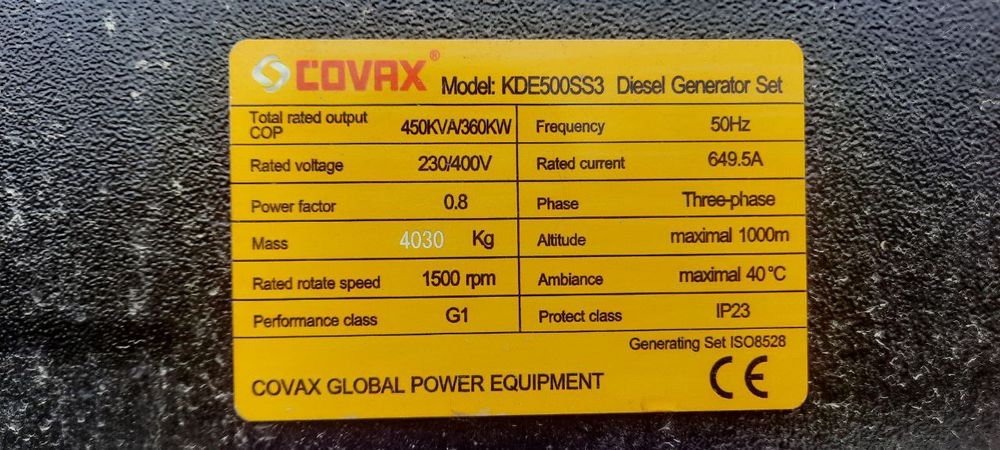 COVAX® Model: KDE500SS3 Diesel Generator Set
Total rated output COP 450KVA/360KW Frequency 50Hz
Rated voltage 230/400V Rated current 649.5A
Power factor 0.8 Phase Three-phase
Mass 4030 Kg Altitude maximal 1000m
Rated rotate speed 1500 rpm Ambiance maximal 40°C
Performance class G1 Protect class IP23
Generating Set ISO8528
COVAX GLOBAL POWER EQUIPMENT CE